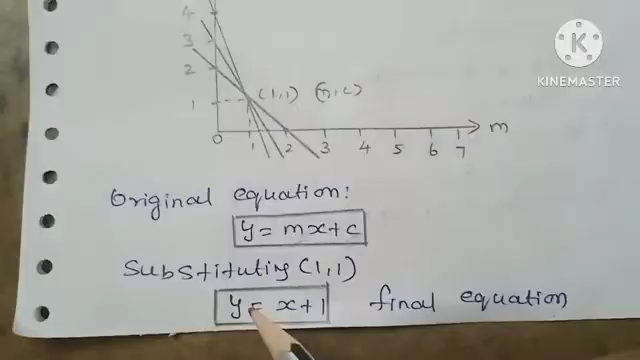 4
3
2
1
(1,1) (m,c)
0 1 2 3 4 5 6 7 m
K
KINEMASTER
Original equation:
y = mx+c
Substituting (1,1)
y = x+1 final equation